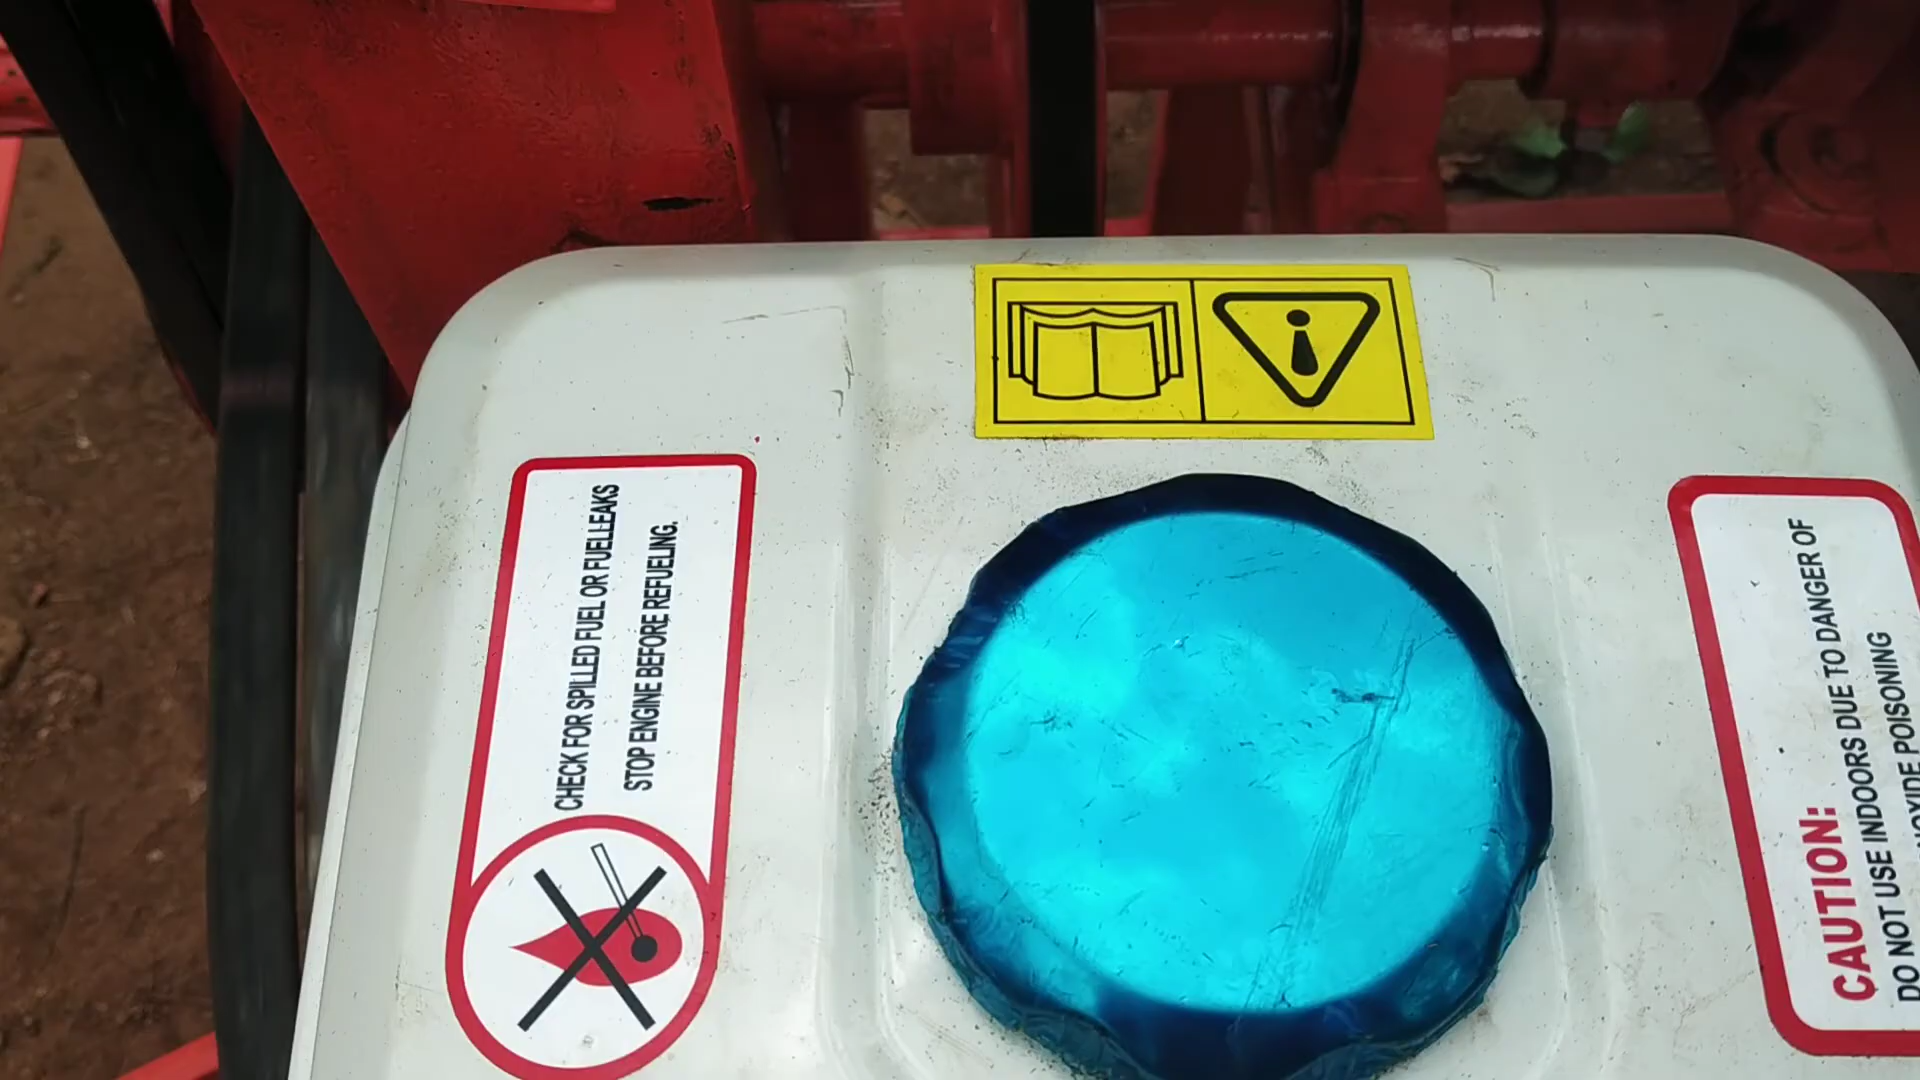 CHECK FOR SPILLED FUEL OR FUELLEAKS
STOP ENGINE BEFORE REFUELING.
CAUTION:
DO NOT USE INDOORS DUE TO DANGER OF
POISONING